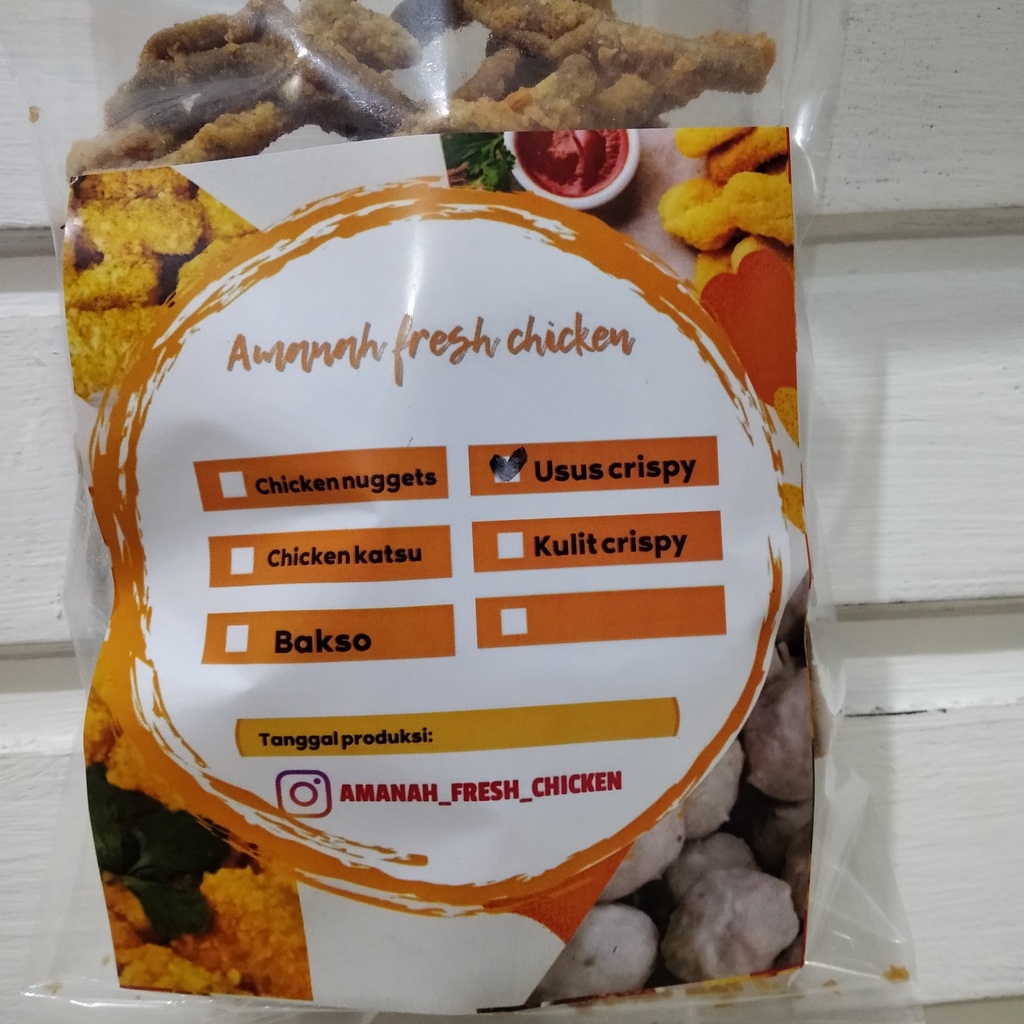 Amanah fresh chicken
Chicken nuggets
Usus crispy
Chicken katsu
Kulit crispy
Bakso
Tanggal produksi:
AMANAH_FRESH_CHICKEN